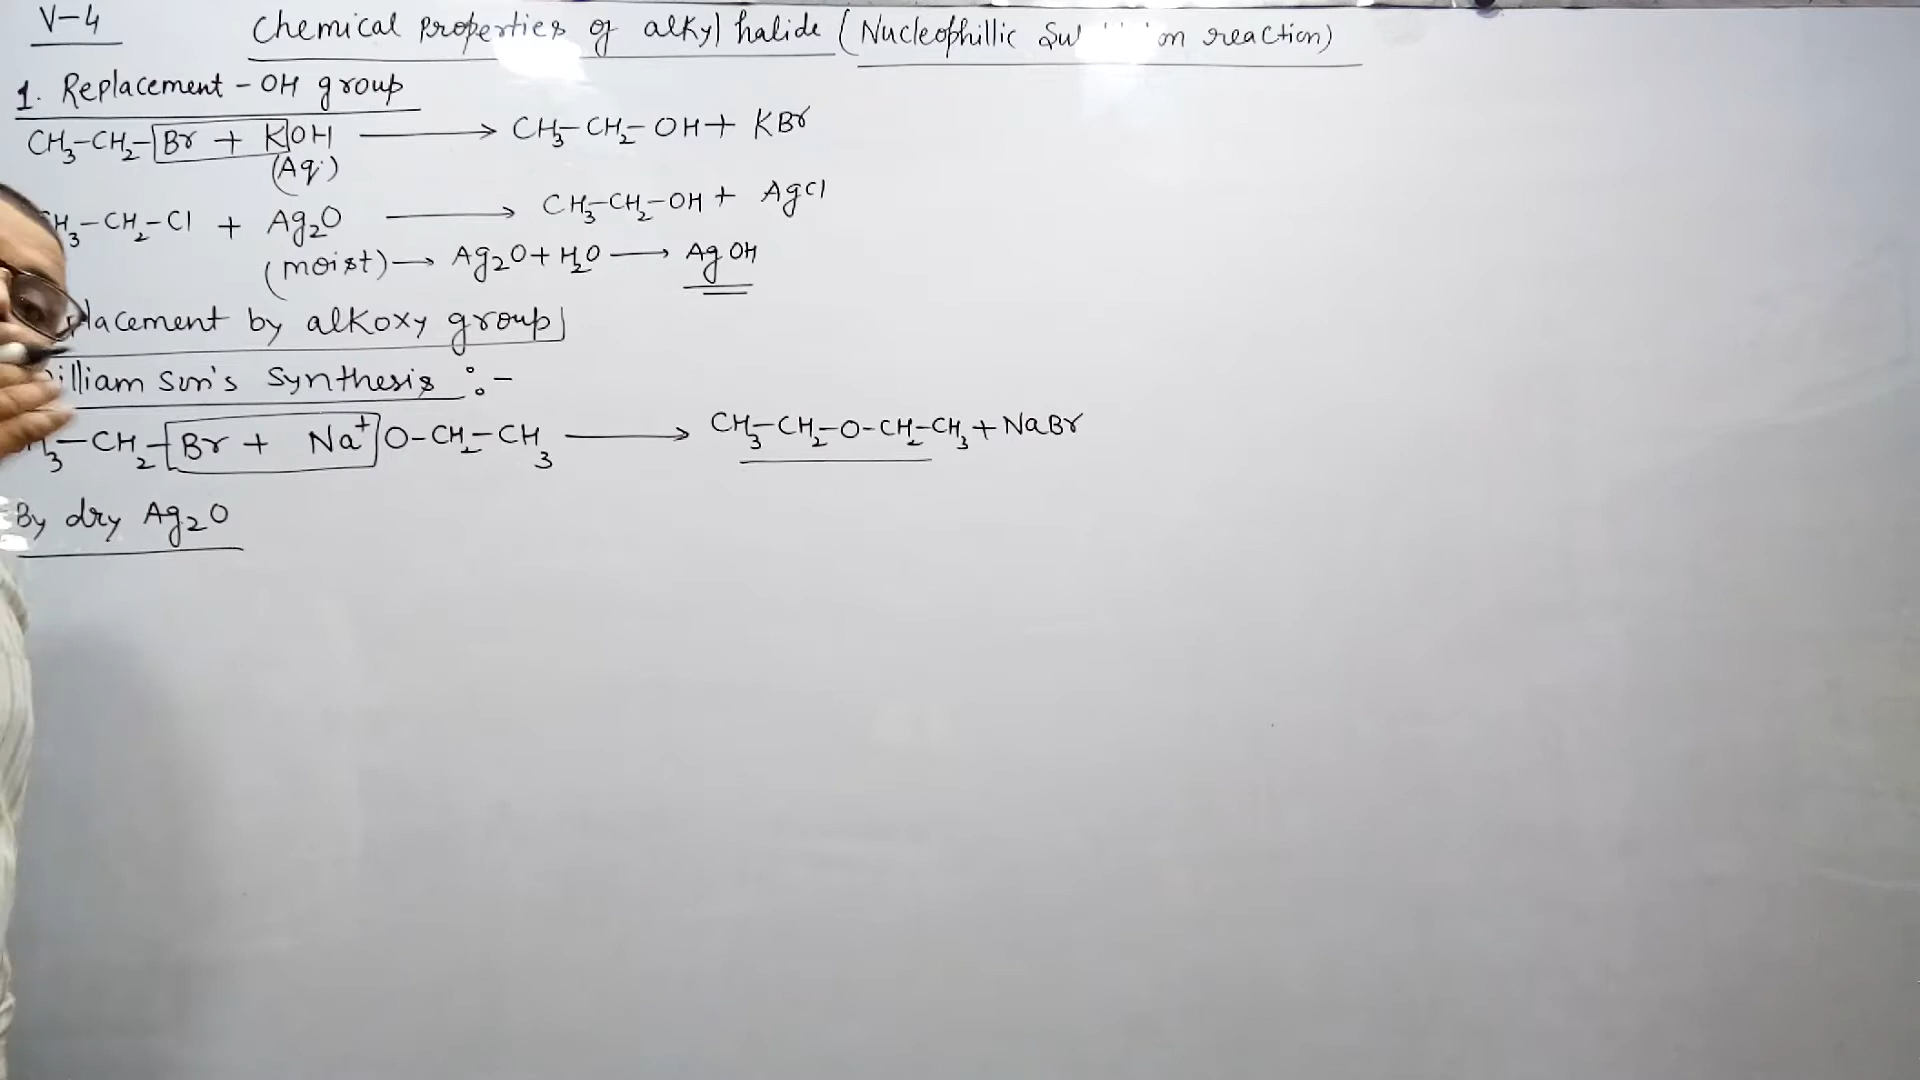 V-4
Chemical Properties of alkyl halide (Nucleophillic reaction)
1. Replacement - OH group
CH₃-CH₂-Br + KOH ⟶ CH₃-CH₂-OH + KBr
(Aq.)
H₃-CH₂-Cl + Ag₂O ⟶ CH₃-CH₂-OH + AgCl
(moist) ⟶ Ag₂O + H₂O ⟶ AgOH
lacement by alkoxy group
illiam Son's Synthesis :-
H₃-CH₂-Br + Na⁺O-CH₂-CH₃ ⟶ CH₃-CH₂-O-CH₂-CH₃ + NaBr
By dry Ag₂O